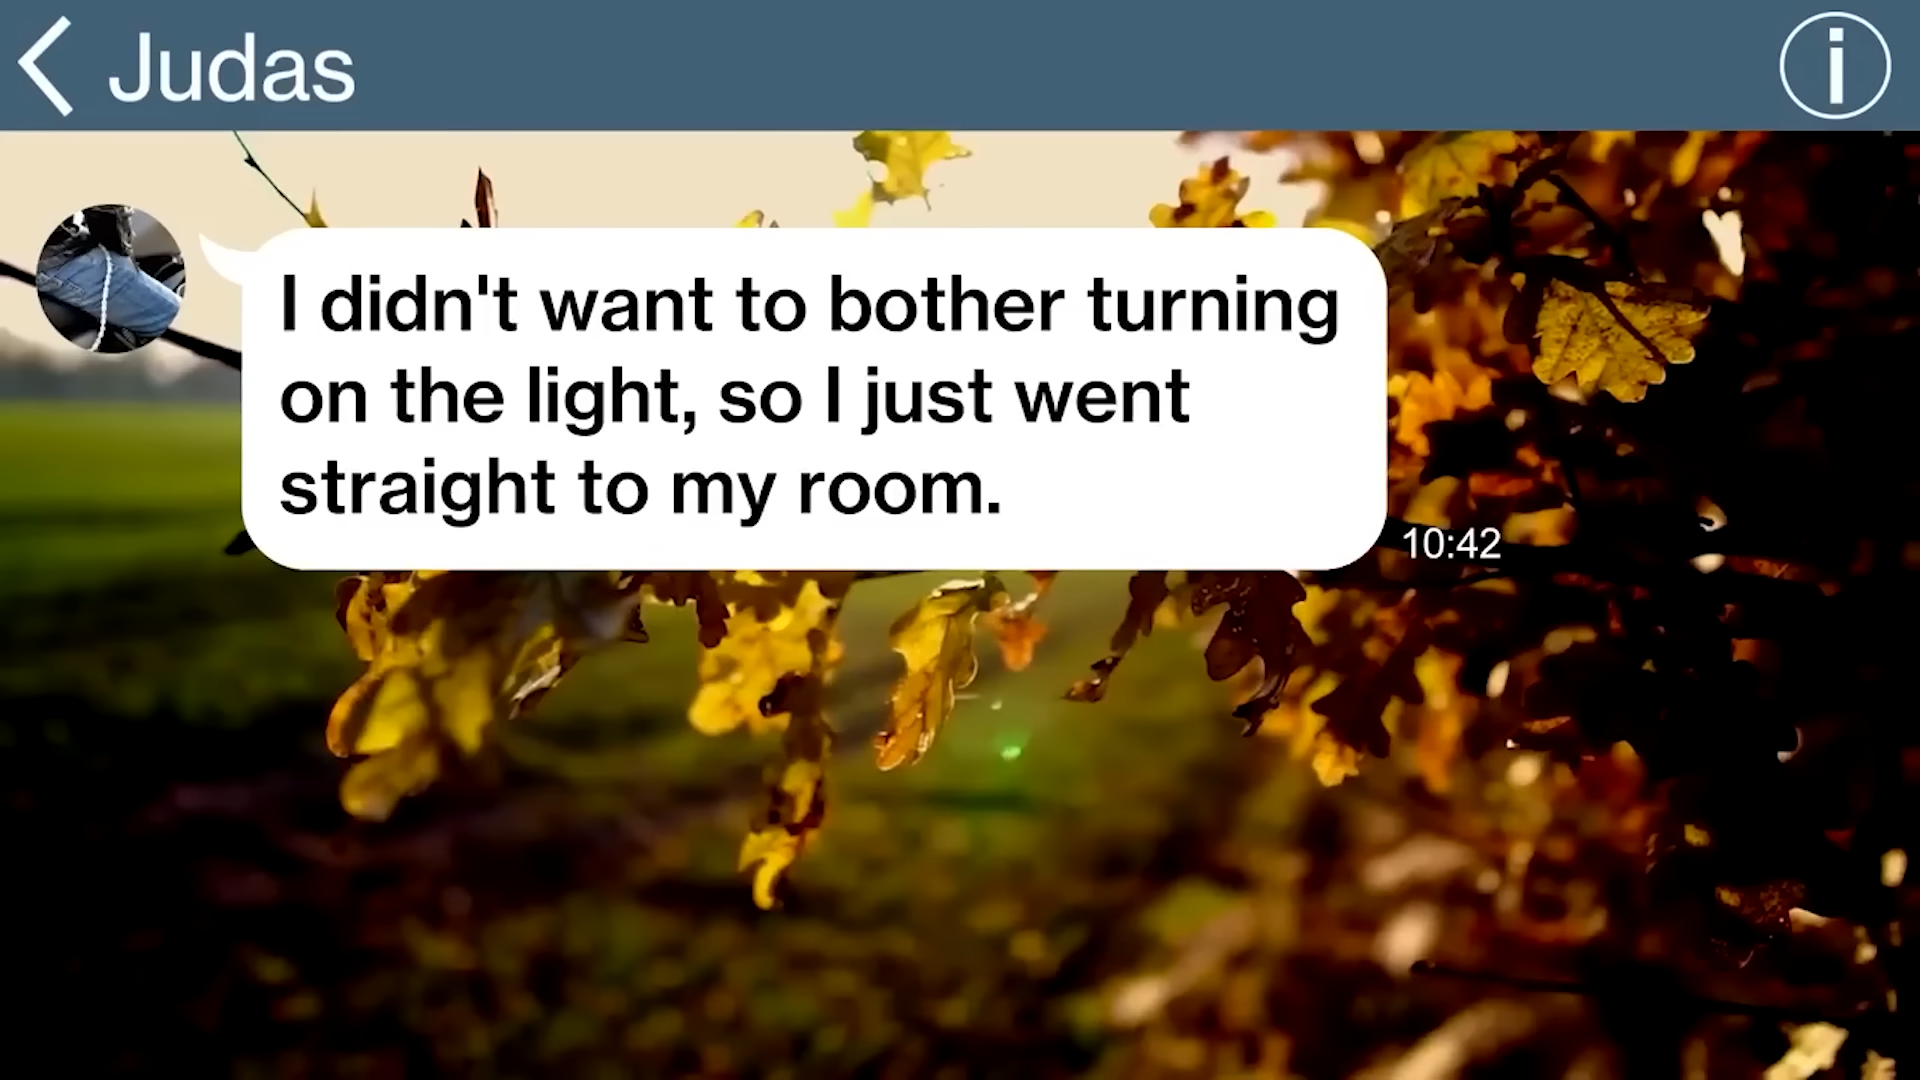 Judas
I didn't want to bother turning
on the light, so I just went
straight to my room.
10:42